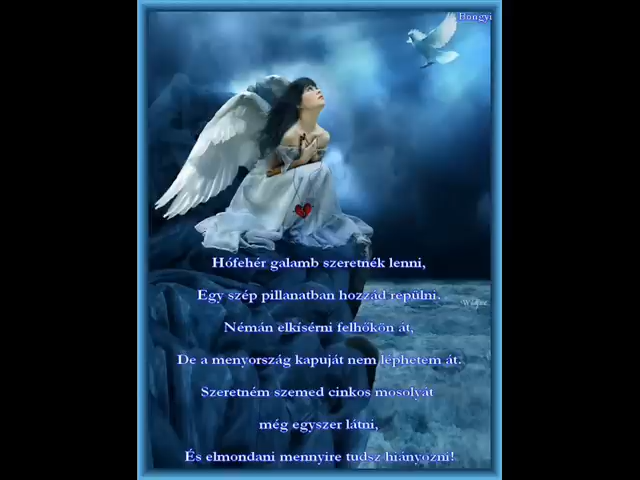 Bongyi
Hófehér galamb szeretnék lenni,
Egy szép pillanatban hozzád repülni.
Némán elkísérni felhőkön át,
De a menyország kapuját nem léphetem át.
Szeretném szemed cinkos mosolyát
még egyszer látni,
És elmondani mennyire tudsz hiányozni!